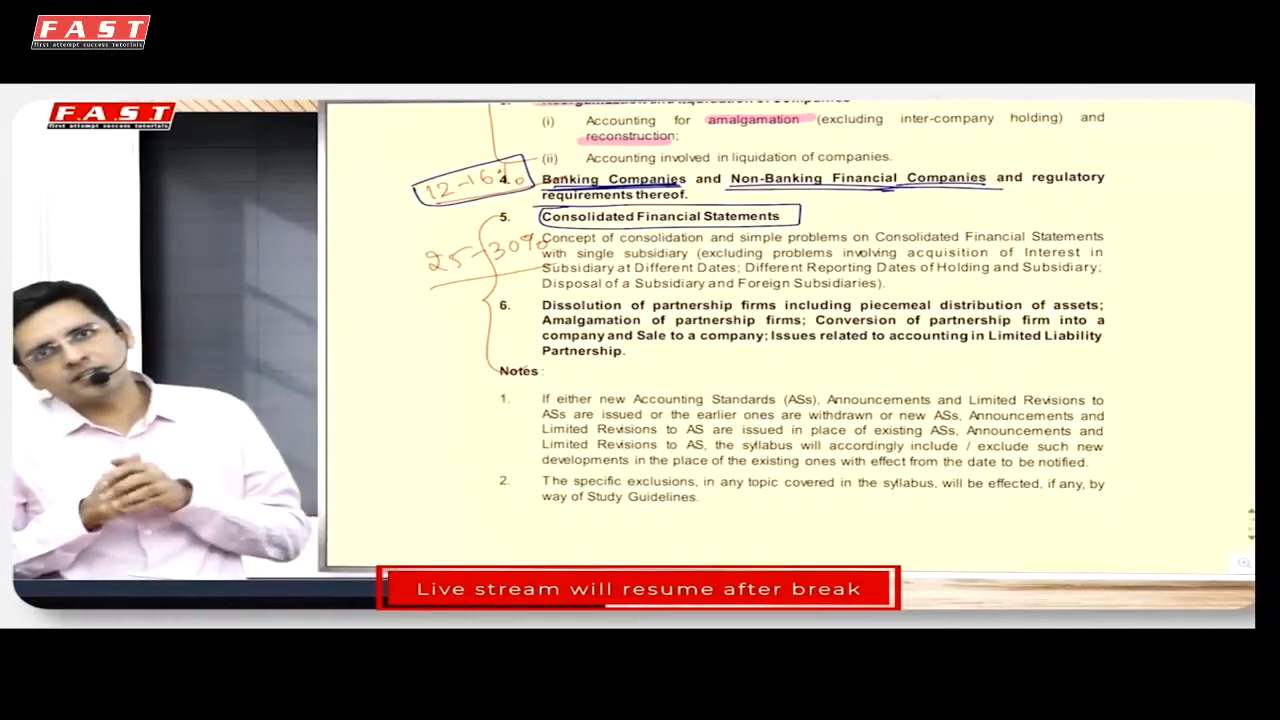 FAST
first attempt success tutorials
F.A.S.T
first attempt success tutorials
(i) Accounting for amalgamation (excluding inter-company holding) and
reconstruction;
(ii) Accounting involved in liquidation of companies.
12-16%
4. Banking Companies and Non-Banking Financial Companies and regulatory
requirements thereof.
5. Consolidated Financial Statements
25-30%
Concept of consolidation and simple problems on Consolidated Financial Statements
with single subsidiary (excluding problems involving acquisition of Interest in
Subsidiary at Different Dates; Different Reporting Dates of Holding and Subsidiary;
Disposal of a Subsidiary and Foreign Subsidiaries).
6. Dissolution of partnership firms including piecemeal distribution of assets;
Amalgamation of partnership firms; Conversion of partnership firm into a
company and Sale to a company; Issues related to accounting in Limited Liability
Partnership.
Notes :
1. If either new Accounting Standards (ASs), Announcements and Limited Revisions to
ASs are issued or the earlier ones are withdrawn or new ASs, Announcements and
Limited Revisions to AS are issued in place of existing ASs, Announcements and
Limited Revisions to AS, the syllabus will accordingly include / exclude such new
developments in the place of the existing ones with effect from the date to be notified.
2. The specific exclusions, in any topic covered in the syllabus, will be effected, if any, by
way of Study Guidelines.
Live stream will resume after break